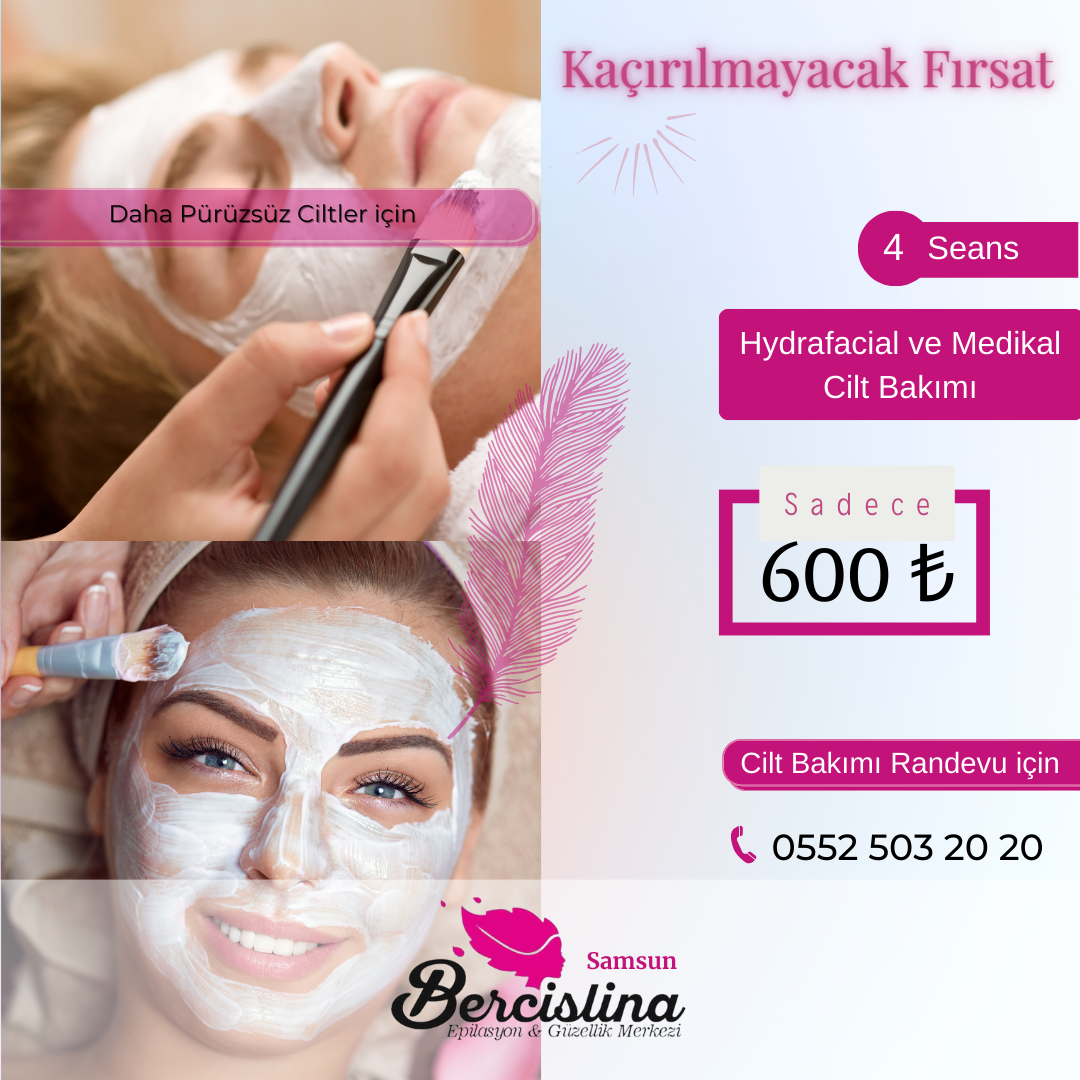 Kaçırılmayacak Fırsat
Daha Pürüzsüz Ciltler için
4 Seans
Hydrafacial ve Medikal
Cilt Bakımı
Sadece
600 ₺
Cilt Bakımı Randevu için
0552 503 20 20
Samsun
Bercislina
Epilasyon & Güzellik Merkezi